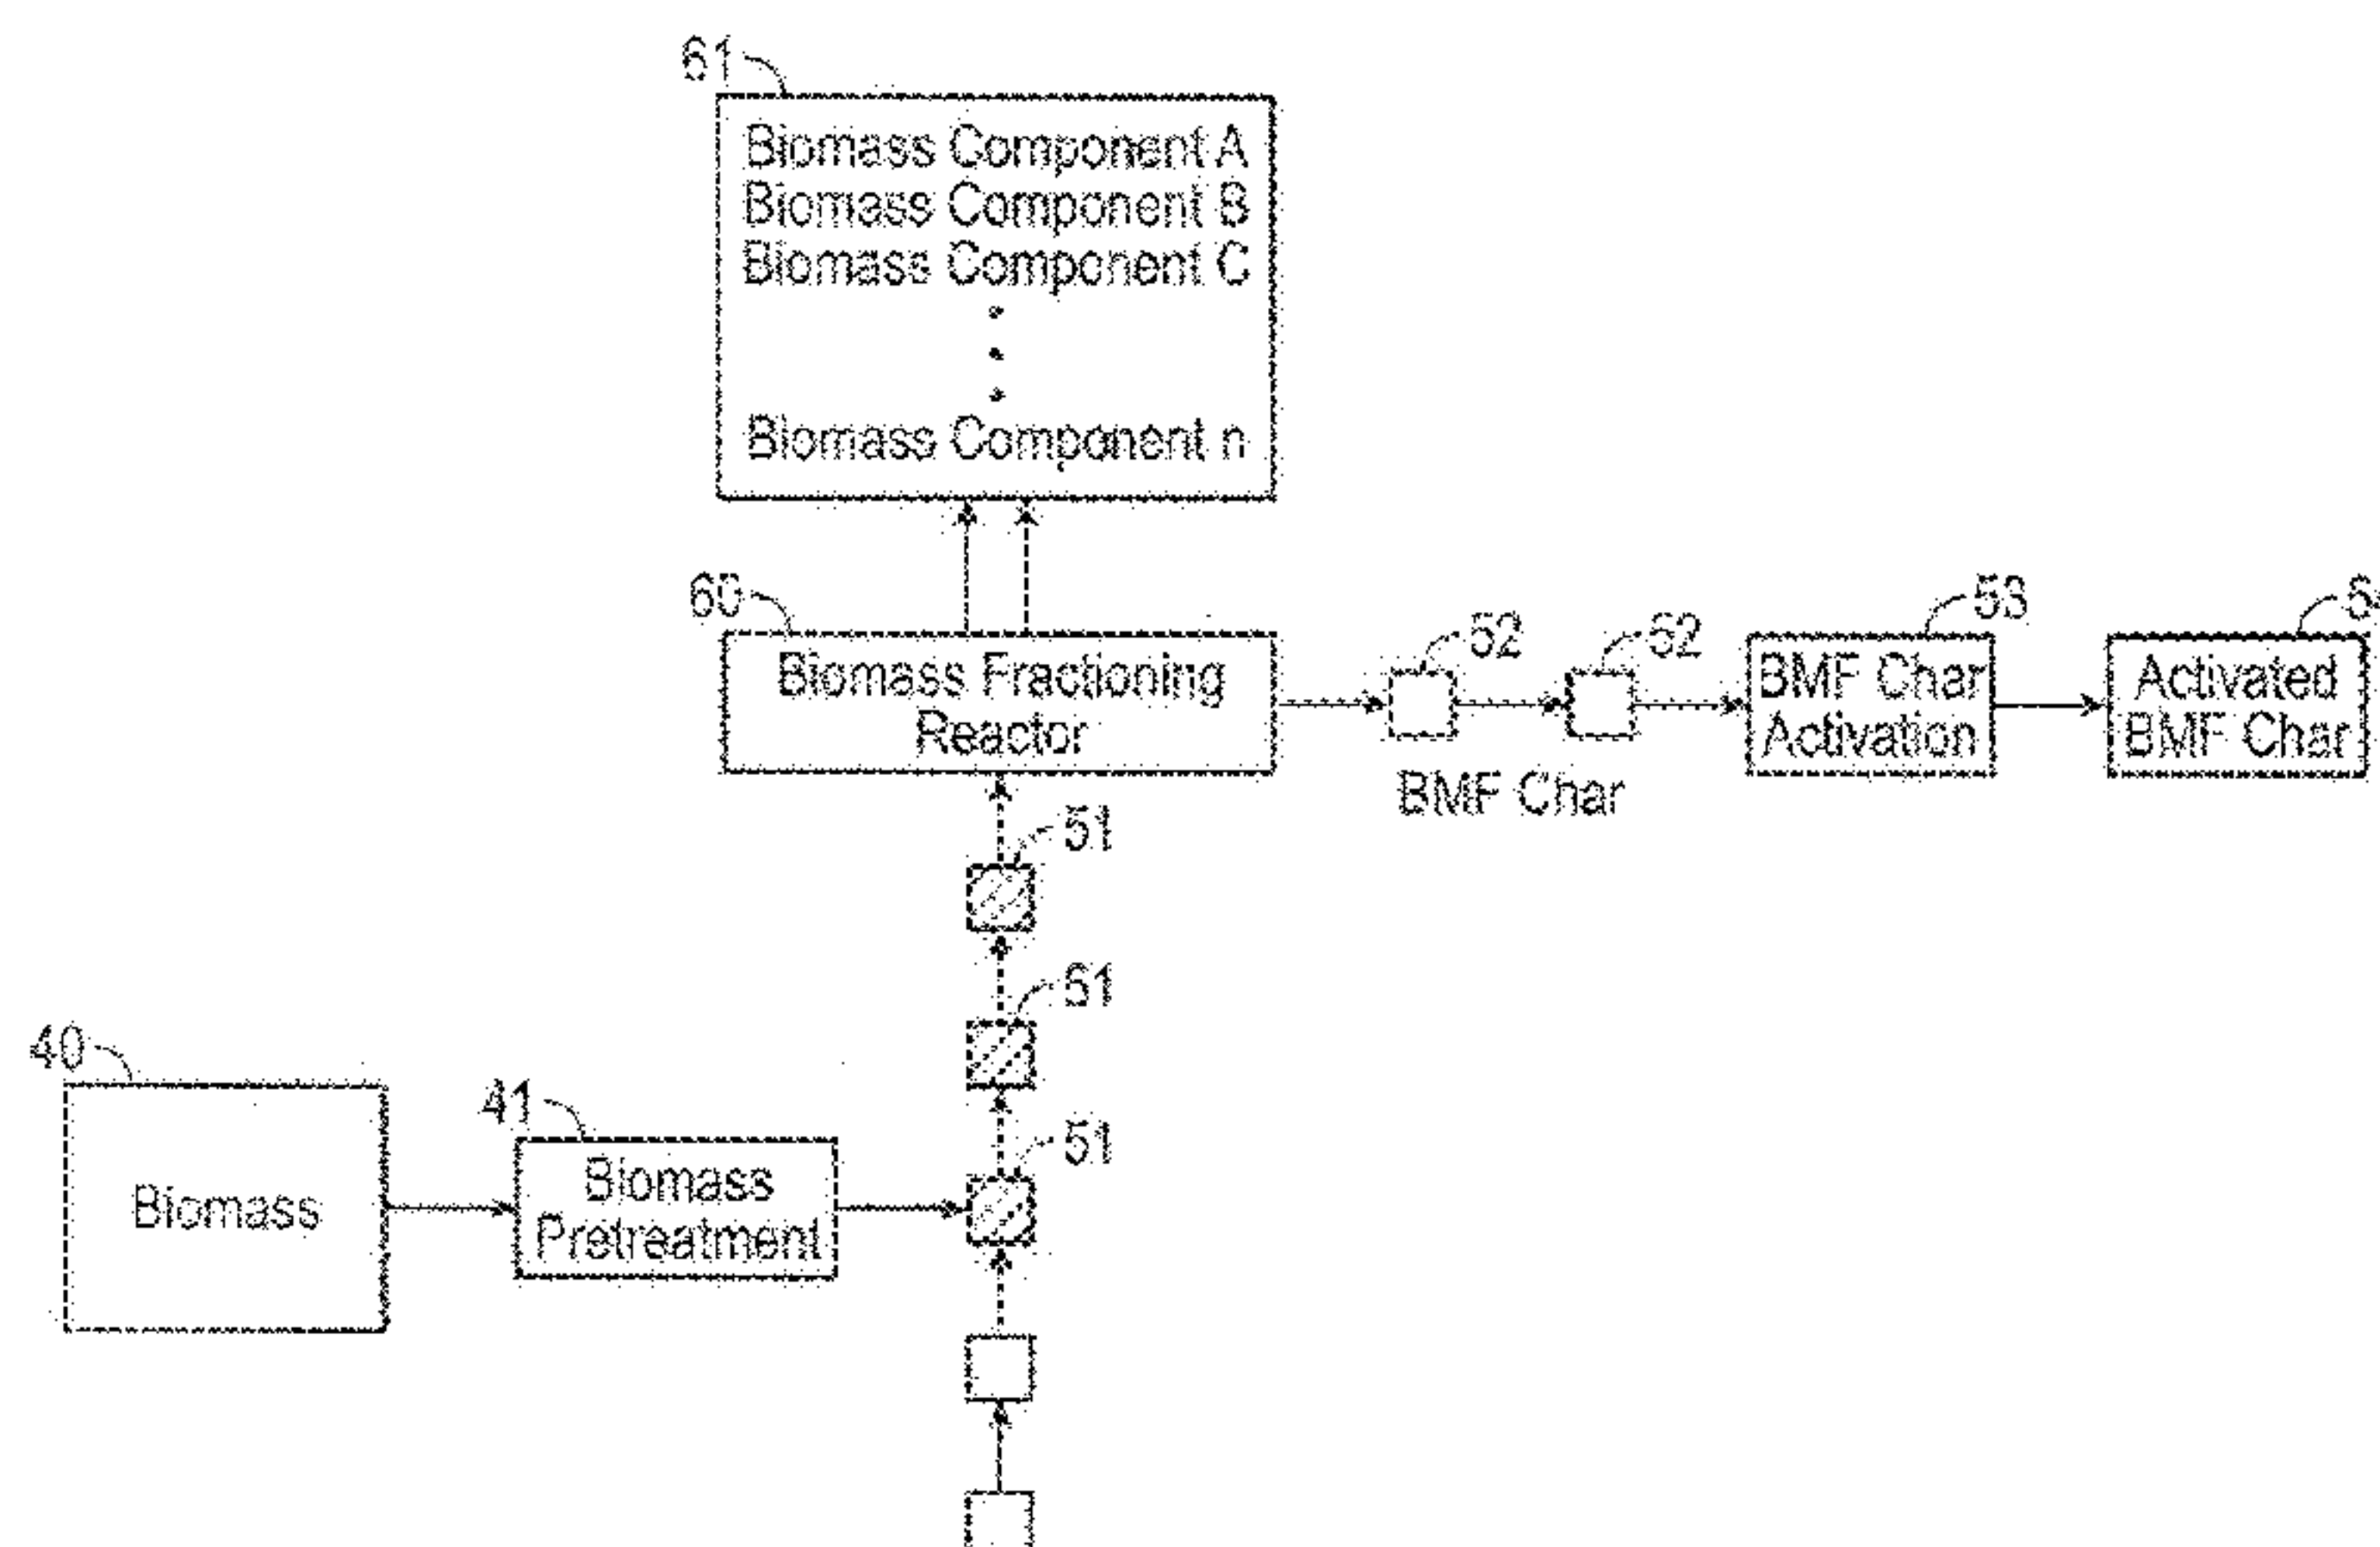 61
Biomass Component A
Biomass Component B
Biomass Component C
Biomass Component n
60
Biomass Fractioning
Reactor
52
52
BMF Char
53
BMF Char
Activation
Activated
BMF Char
51
51
51
40
Biomass
41
Biomass
Pretreatment